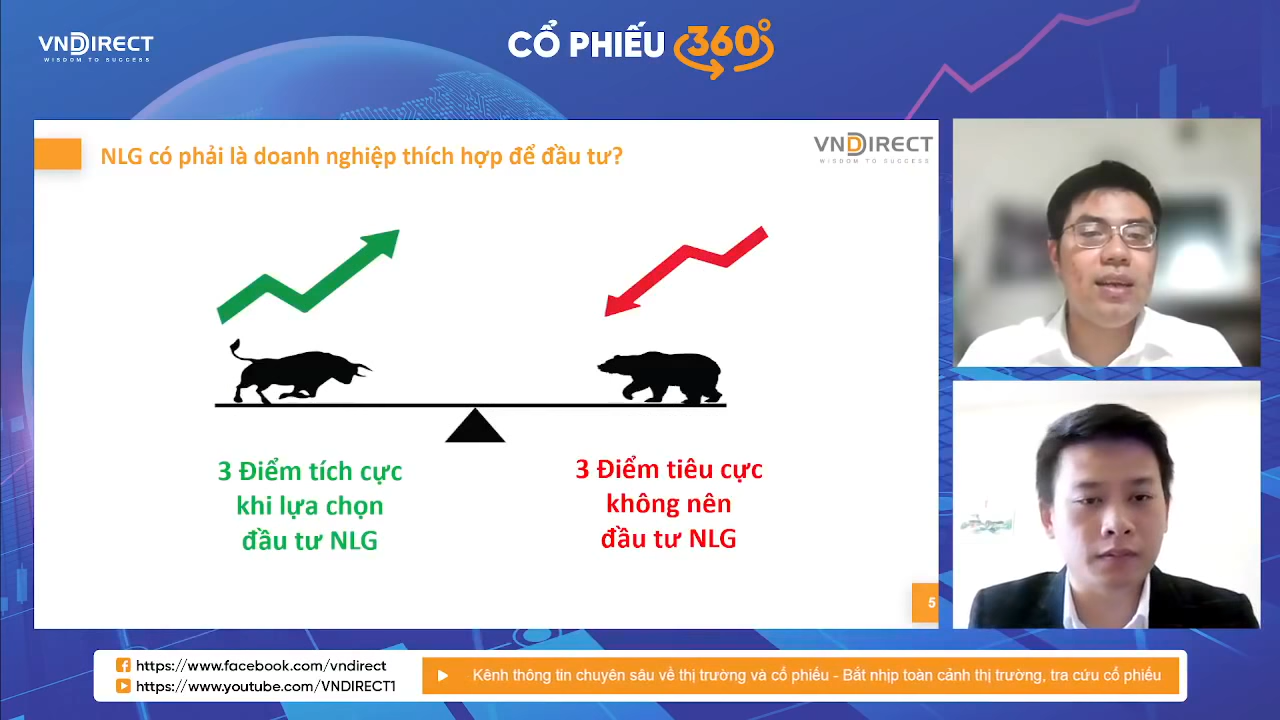 VNDIRECT
WISDOM TO SUCCESS
CỔ PHIẾU 360°
NLG có phải là doanh nghiệp thích hợp để đầu tư?
VNDIRECT
WISDOM TO SUCCESS
3 Điểm tích cực
khi lựa chọn
đầu tư NLG
3 Điểm tiêu cực
không nên
đầu tư NLG
5
https://www.facebook.com/vndirect
https://www.youtube.com/VNDIRECT1
Kênh thông tin chuyên sâu về thị trường và cổ phiếu - Bắt nhịp toàn cảnh thị trường, tra cứu cổ phiếu